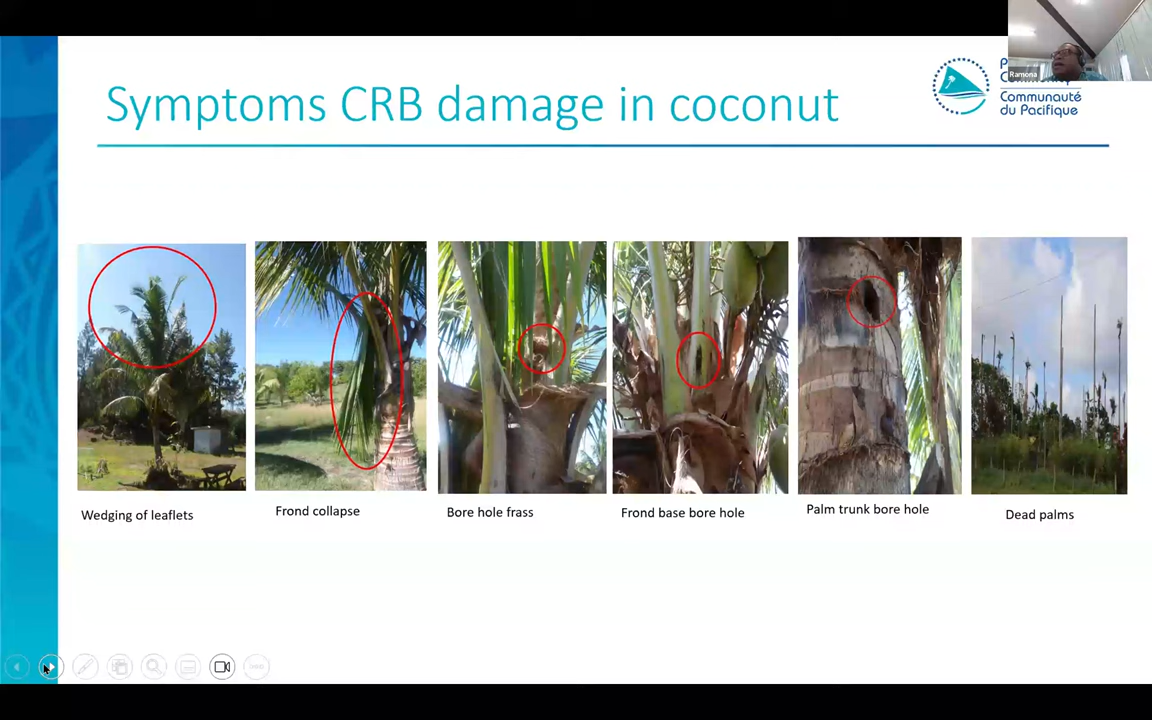 Ramona
Communauté
du Pacifique
Symptoms CRB damage in coconut
Wedging of leaflets
Frond collapse
Bore hole frass
Frond base bore hole
Palm trunk bore hole
Dead palms